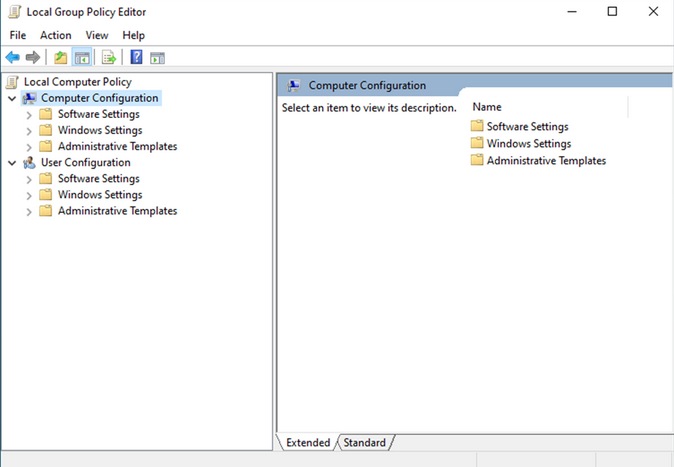 Local Group Policy Editor
File Action View Help
Local Computer Policy
Computer Configuration
Software Settings
Windows Settings
Administrative Templates
User Configuration
Software Settings
Windows Settings
Administrative Templates
Computer Configuration
Select an item to view its description.
Name
Software Settings
Windows Settings
Administrative Templates
Extended Standard